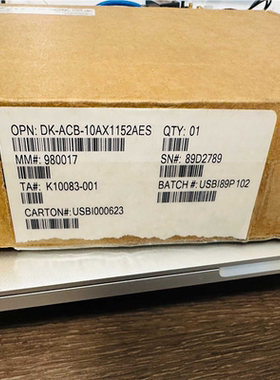 OPN: DK-ACB-10AX1152AES QTY: 01
MM#: 980017 SN#: 89D2789
TA#: K10083-001 BATCH #: USBI89P102
CARTON#: USBI000623